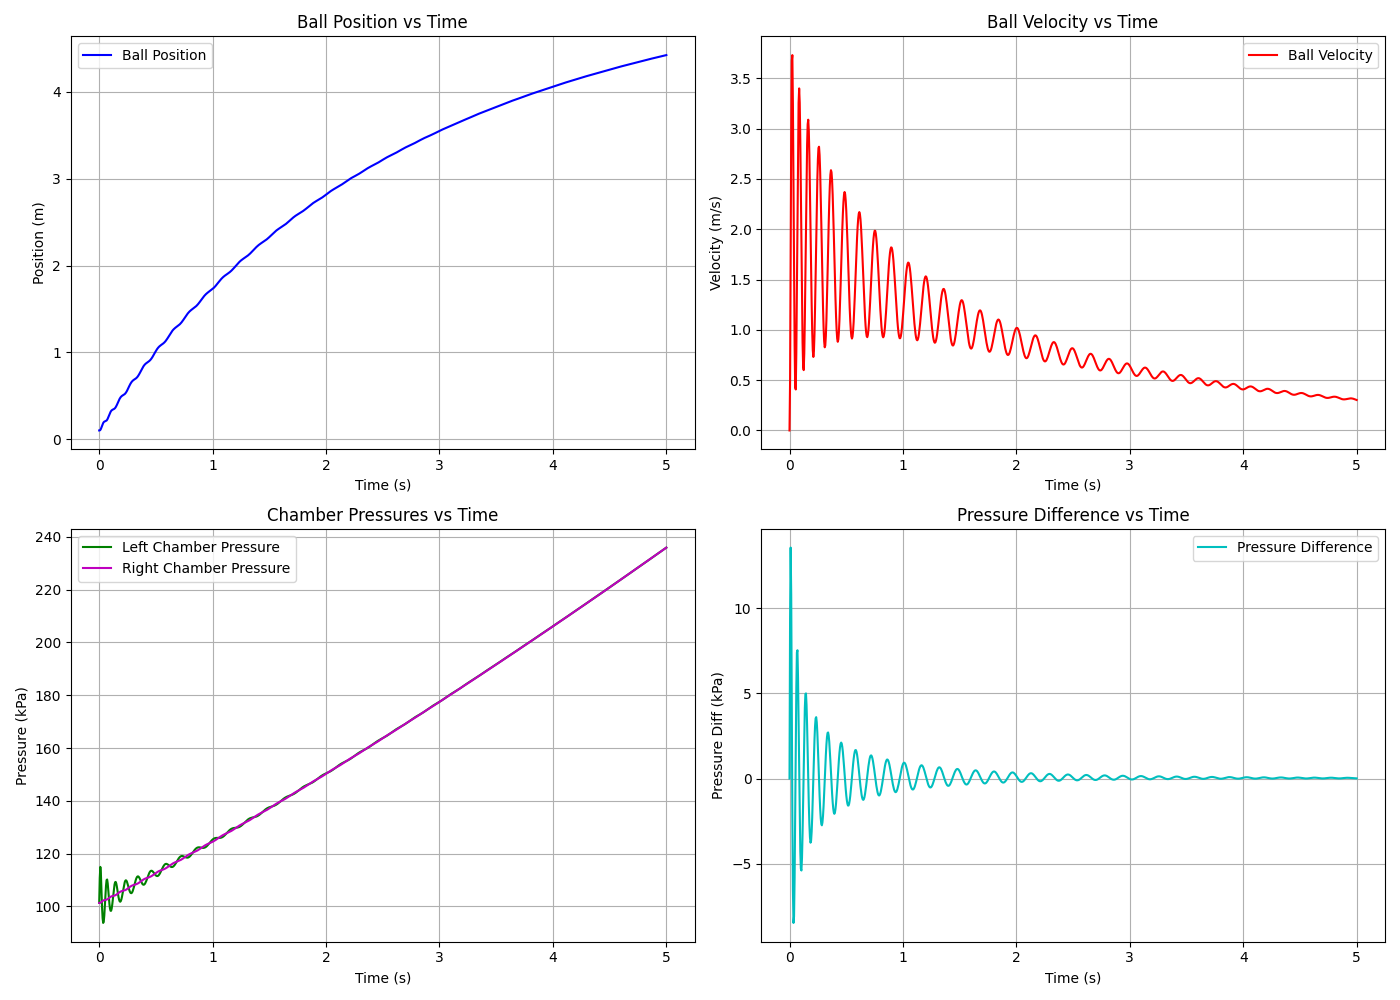 Ball Position vs Time
Ball Position
Position (m)
4
3
2
1
0
0 1 2 3 4 5
Time (s)
Ball Velocity vs Time
Ball Velocity
Velocity (m/s)
3.5
3.0
2.5
2.0
1.5
1.0
0.5
0.0
0 1 2 3 4 5
Time (s)
Chamber Pressures vs Time
Left Chamber Pressure
Right Chamber Pressure
Pressure (kPa)
240
220
200
180
160
140
120
100
0 1 2 3 4 5
Time (s)
Pressure Difference vs Time
Pressure Difference
Pressure Diff (kPa)
10
5
0
−5
0 1 2 3 4 5
Time (s)